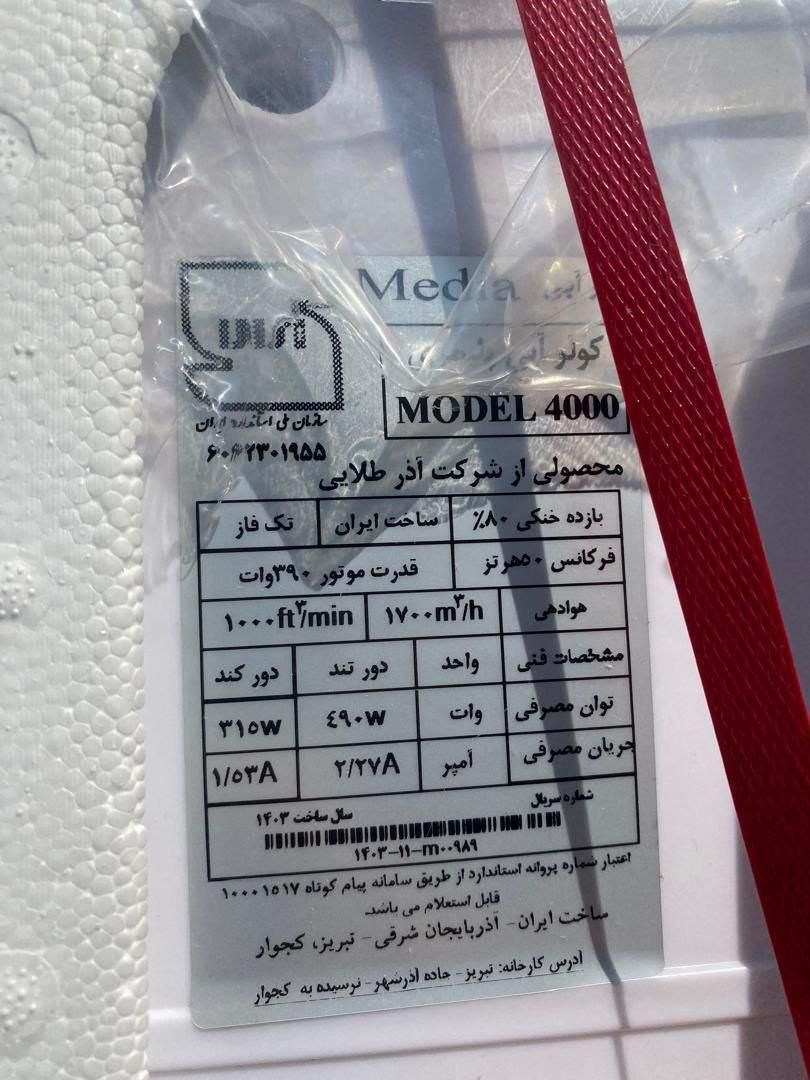 Media آبی
کولر آبی
MODEL 4000
سازمان ملی استاندارد ایران
محصولی از شرکت آذر طلایی
بازده خنکی ۸۰٪ ساخت ایران تک فاز
فرکانس ۵۰هرتز قدرت موتور ۳۹۰وات
هوادهی ۱۷۰۰m³/h ۱۰۰۰ft³/min
مشخصات فنی واحد دور تند دور کند
توان مصرفی وات ٤۹۰W ۳۱٥W
جریان مصرفی آمپر ۲/۲۷A ۱/٥۳A
شماره سریال سال ساخت ۱۴۰۳
۱۴۰۳-۱۱-m۰۰۹۸۹
اعتبار شماره پروانه استاندارد از طریق سامانه پیام کوتاه ۱۰۰۰۱۵۱۷
قابل استعلام می باشد.
ساخت ایران- آذربایجان شرقی - تبریز، کجوار
آدرس کارخانه: تبریز- جاده آذرشهر- نرسیده به کجوار